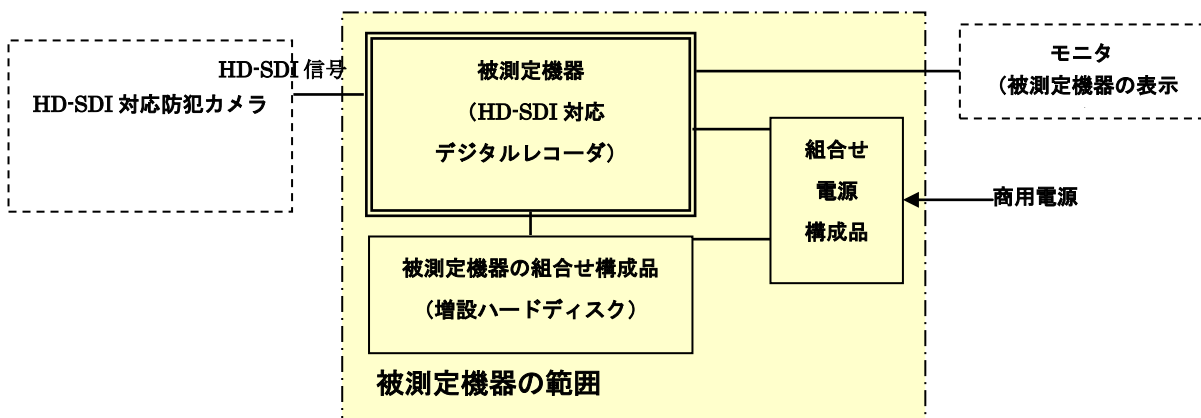 HD-SDI 信号
HD-SDI 対応防犯カメラ
被測定機器
（HD-SDI 対応
デジタルレコーダ）
モニタ
（被測定機器の表示
組合せ
電源
構成品
商用電源
被測定機器の組合せ構成品
（増設ハードディスク）
被測定機器の範囲